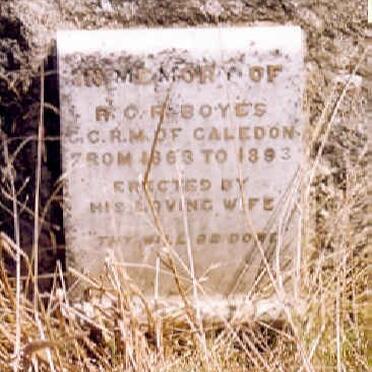 IN MEMORY OF
R.C.R. BOYES
C.C.R.M. OF CALEDON
FROM 1863 TO 1893
ERECTED BY
HIS LOVING WIFE
"THY WILL BE DONE"